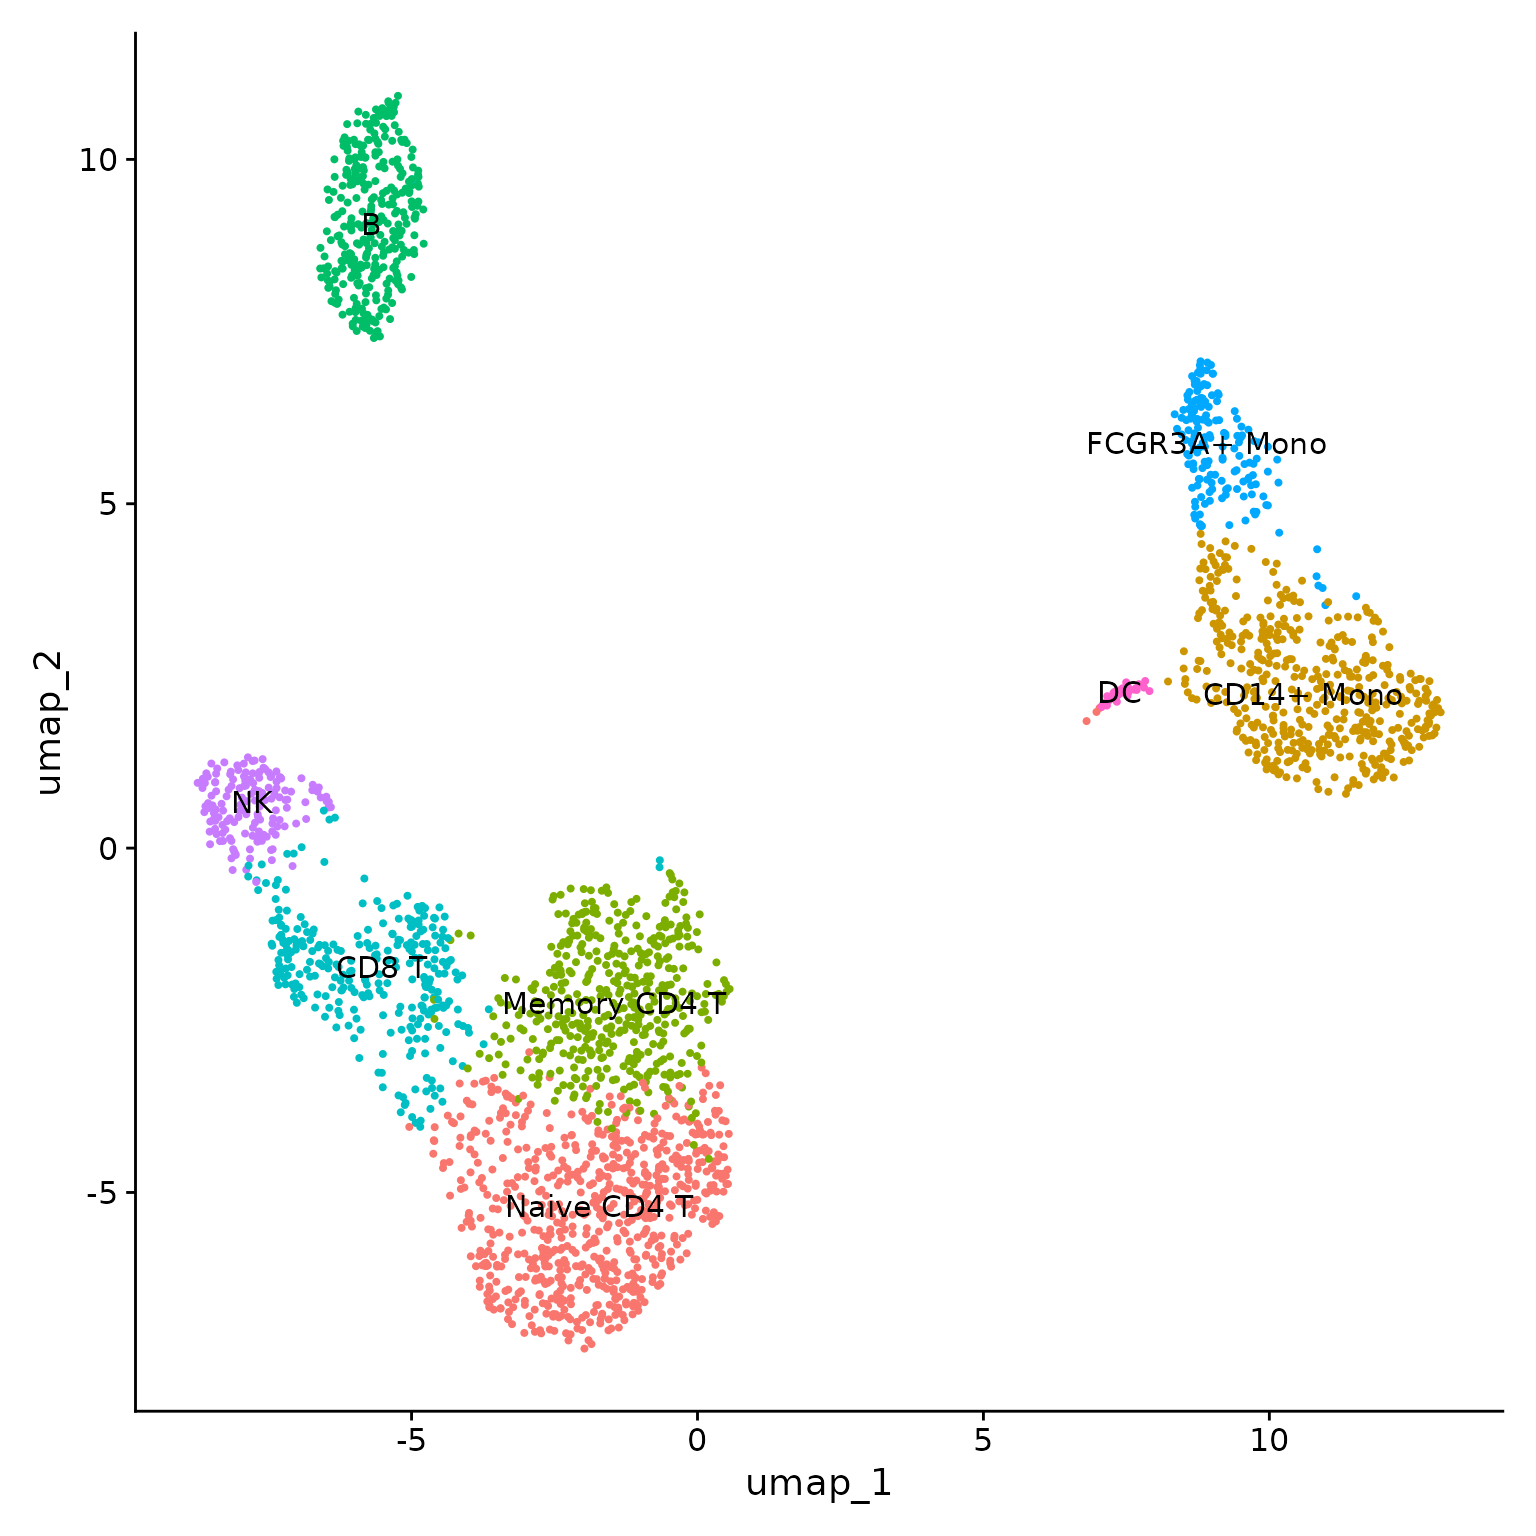 10
5
0
-5
umap_2
B
FCGR3A+ Mono
DC
CD14+ Mono
NK
CD8 T
Memory CD4 T
Naive CD4 T
-5
0
5
10
umap_1